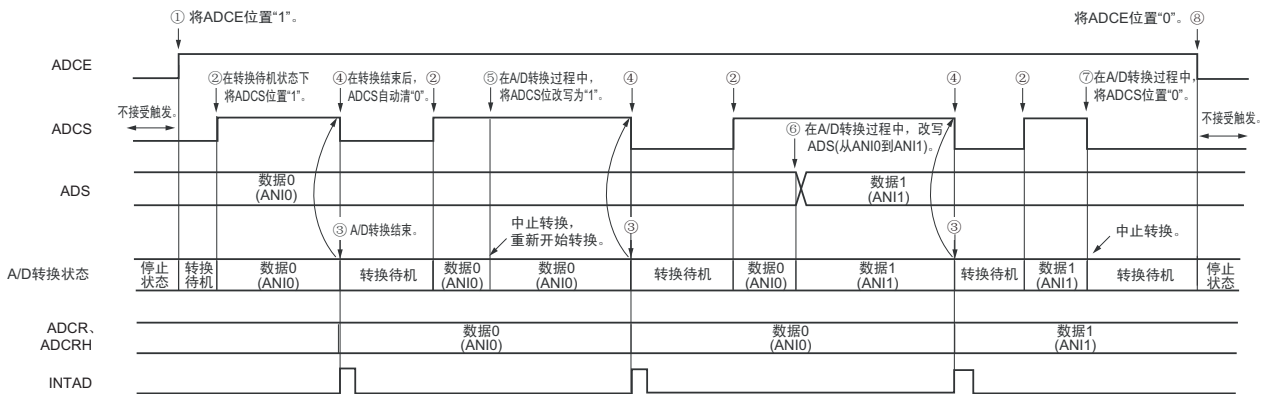 ① 将ADCE位置“1”。
将ADCE位置“0”。⑧
ADCE
②在转换待机状态下
将ADCS位置“1”。
④在转换结束后，
ADCS自动清“0”。
②
⑤在A/D转换过程中，
将ADCS位改写为“1”。
④
②
④
②
⑦在A/D转换过程中，
将ADCS位置“0”。
不接受触发。
不接受触发。
ADCS
⑥ 在A/D转换过程中，改写
ADS(从ANI0到ANI1)。
ADS
数据0
(ANI0)
数据1
(ANI1)
③ A/D转换结束。
中止转换，
重新开始转换。
③
③
中止转换。
A/D转换状态
停止
状态
转换
待机
数据0
(ANI0)
转换待机
数据0
(ANI0)
数据0
(ANI0)
转换待机
数据0
(ANI0)
数据1
(ANI1)
转换待机
数据1
(ANI1)
转换待机
停止
状态
ADCR、
ADCRH
数据0
(ANI0)
数据0
(ANI0)
数据1
(ANI1)
INTAD